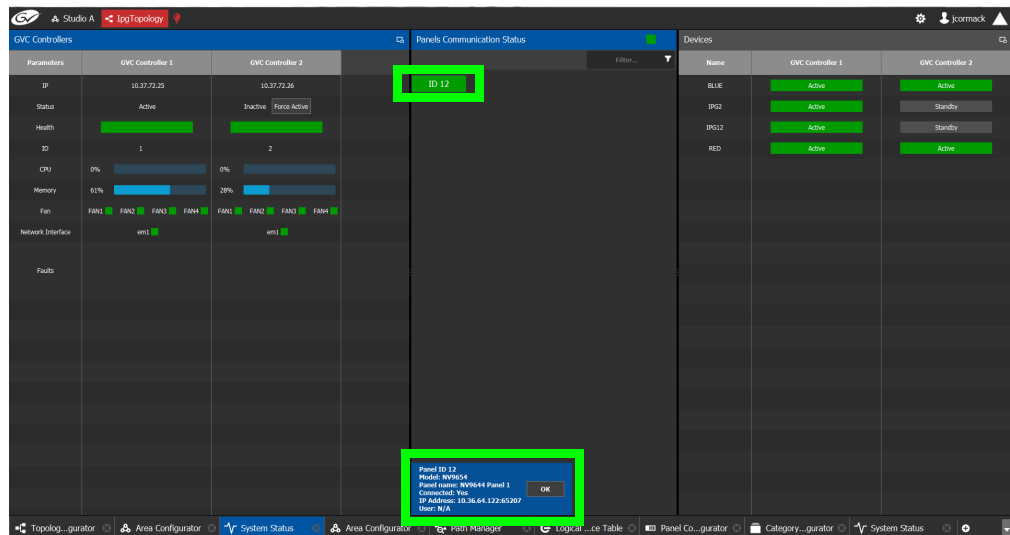 GV Studio A IpgTopology jcormack
GVC Controllers Panels Communication Status Devices
Parameters GVC Controller 1 GVC Controller 2 Filter... Name GVC Controller 1 GVC Controller 2
IP 10.37.72.25 10.37.72.26 ID 12 BLUE Active Active
Status Active Inactive Force Active IPG2 Active Standby
Health IPG12 Active Standby
ID 1 2 RED Active Active
CPU 0% 0%
Memory 61% 28%
Fan FAN1 FAN2 FAN3 FAN4 FAN1 FAN2 FAN3 FAN4
Network Interface em1 em1
Faults
Panel ID 12
Model: NV9654
Panel name: NV9644 Panel 1
Connected: Yes
IP Address: 10.36.64.122:65207
User: N/A
OK
Topolog...gurator Area Configurator System Status Area Configurator Path Manager Logical ...ce Table Panel Co...gurator Category...gurator System Status